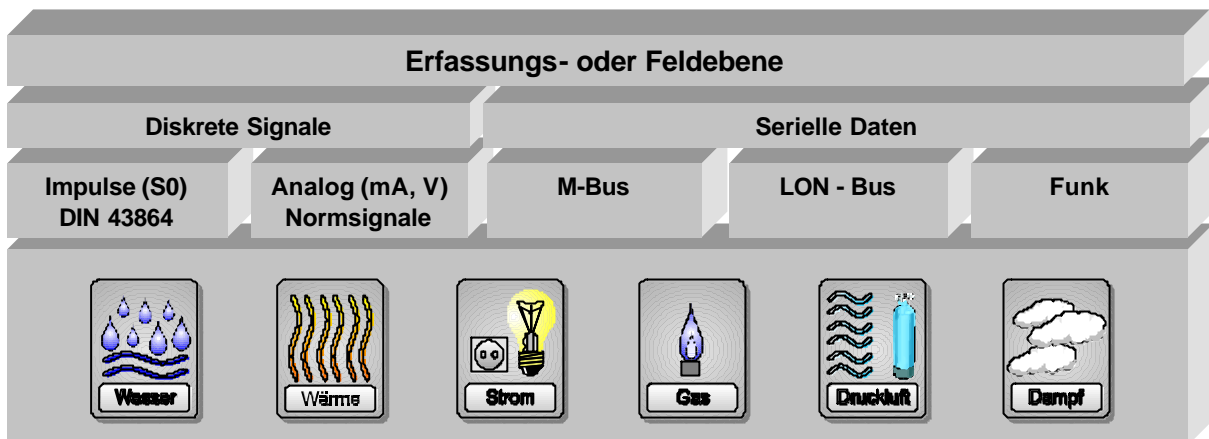 Erfassungs- oder Feldebene
Diskrete Signale
Serielle Daten
Impulse (S0)
DIN 43864
Analog (mA, V)
Normsignale
M-Bus
LON - Bus
Funk
Wasser
Wärme
Strom
Gas
Druckluft
Dampf